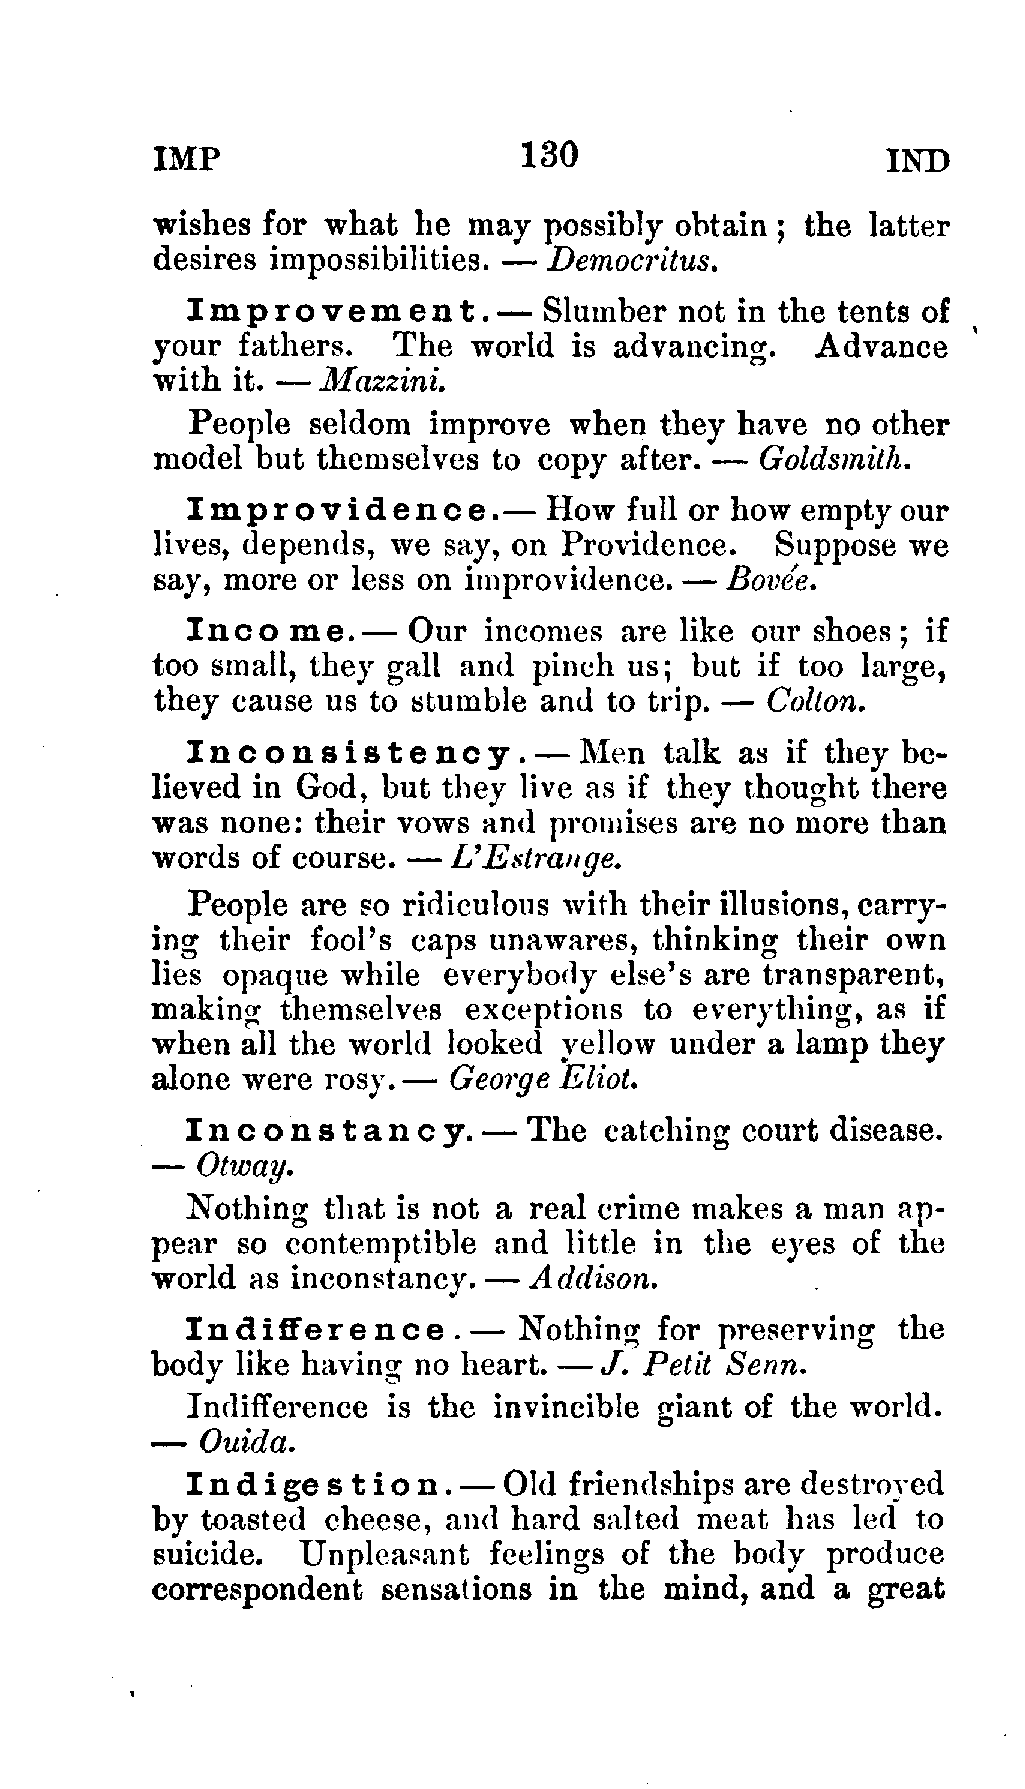 IMP 130 IND
wishes for what he may possibly obtain; the latter
desires impossibilities. — Democritus.
Improvement. — Slumber not in the tents of
your fathers. The world is advancing. Advance
with it. — Mazzini.
People seldom improve when they have no other
model but themselves to copy after. — Goldsmith.
Improvidence. — How full or how empty our
lives, depends, we say, on Providence. Suppose we
say, more or less on improvidence. — Bovée.
Income. — Our incomes are like our shoes; if
too small, they gall and pinch us; but if too large,
they cause us to stumble and to trip. — Colton.
Inconsistency. — Men talk as if they be-
lieved in God, but they live as if they thought there
was none: their vows and promises are no more than
words of course. — L'Estrange.
People are so ridiculous with their illusions, carry-
ing their fool's caps unawares, thinking their own
lies opaque while everybody else's are transparent,
making themselves exceptions to everything, as if
when all the world looked yellow under a lamp they
alone were rosy. — George Eliot.
Inconstancy. — The catching court disease.
— Otway.
Nothing that is not a real crime makes a man ap-
pear so contemptible and little in the eyes of the
world as inconstancy. — Addison.
Indifference. — Nothing for preserving the
body like having no heart. — J. Petit Senn.
Indifference is the invincible giant of the world.
— Ouida.
Indigestion. — Old friendships are destroyed
by toasted cheese, and hard salted meat has led to
suicide. Unpleasant feelings of the body produce
correspondent sensations in the mind, and a great